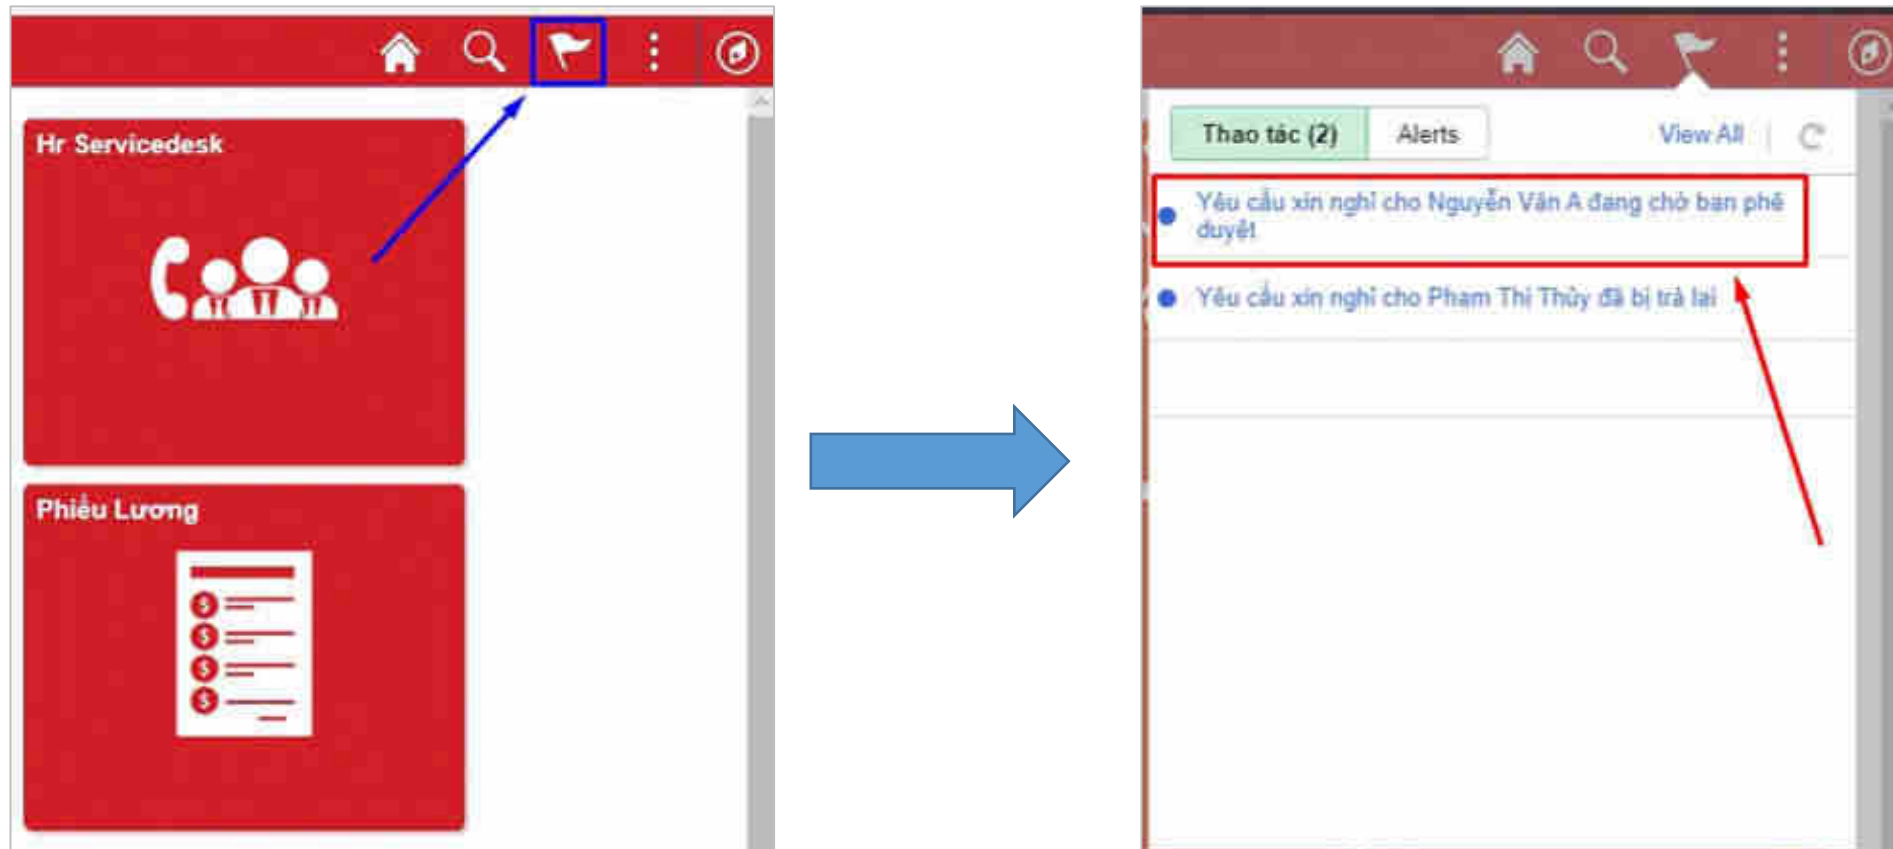 Hr Servicedesk
Phiếu Lương
Thao tác (2)
Alerts
View All
Yêu cầu xin nghỉ cho Nguyễn Văn A đang chờ bạn phê
duyệt
Yêu cầu xin nghỉ cho Phạm Thị Thùy đã bị trả lại